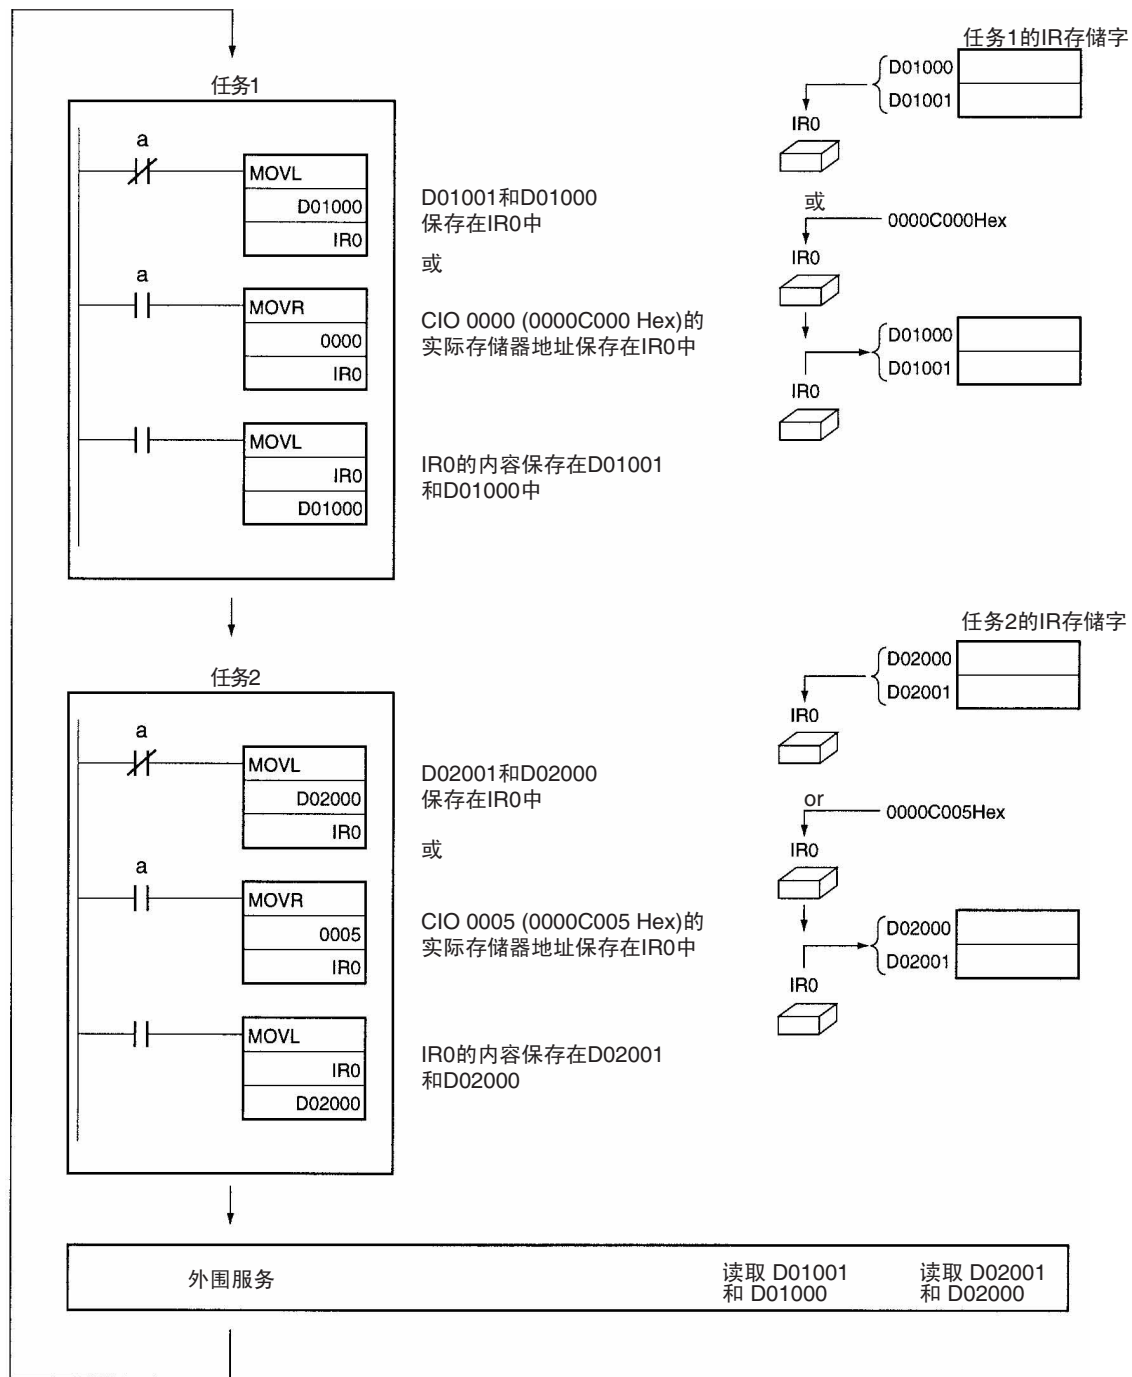 任务1的IR存储字
D01000
D01001
IR0
任务1
a
MOVL
D01000
IR0
D01001和D01000
保存在IR0中
或
0000C000Hex
IR0
或
a
MOVR
0000
IR0
CIO 0000 (0000C000 Hex)的
实际存储器地址保存在IR0中
D01000
D01001
IR0
MOVL
IR0
D01000
IR0的内容保存在D01001
和D01000中
任务2的IR存储字
D02000
D02001
IR0
任务2
a
MOVL
D02000
IR0
D02001和D02000
保存在IR0中
or
0000C005Hex
IR0
或
a
MOVR
0005
IR0
CIO 0005 (0000C005 Hex)的
实际存储器地址保存在IR0中
D02000
D02001
IR0
MOVL
IR0
D02000
IR0的内容保存在D02001
和D02000
外围服务
读取 D01001
和 D01000
读取 D02001
和 D02000